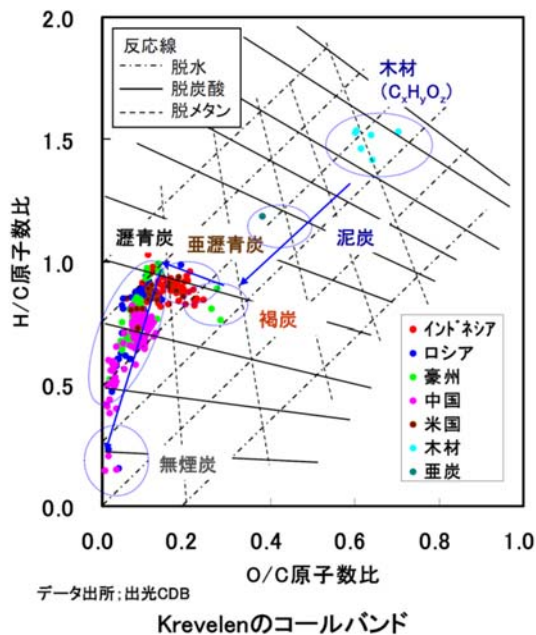 2.0
1.5
1.0
0.5
0.0
H/C原子数比
反応線
脱水
脱炭酸
脱メタン
木材
(CxHyOz)
瀝青炭
亜瀝青炭
泥炭
褐炭
無煙炭
インドネシア
ロシア
豪州
中国
米国
木材
亜炭
0.0
0.2
0.4
0.6
0.8
1.0
O/C原子数比
データ出所;出光CDB
Krevelenのコールバンド